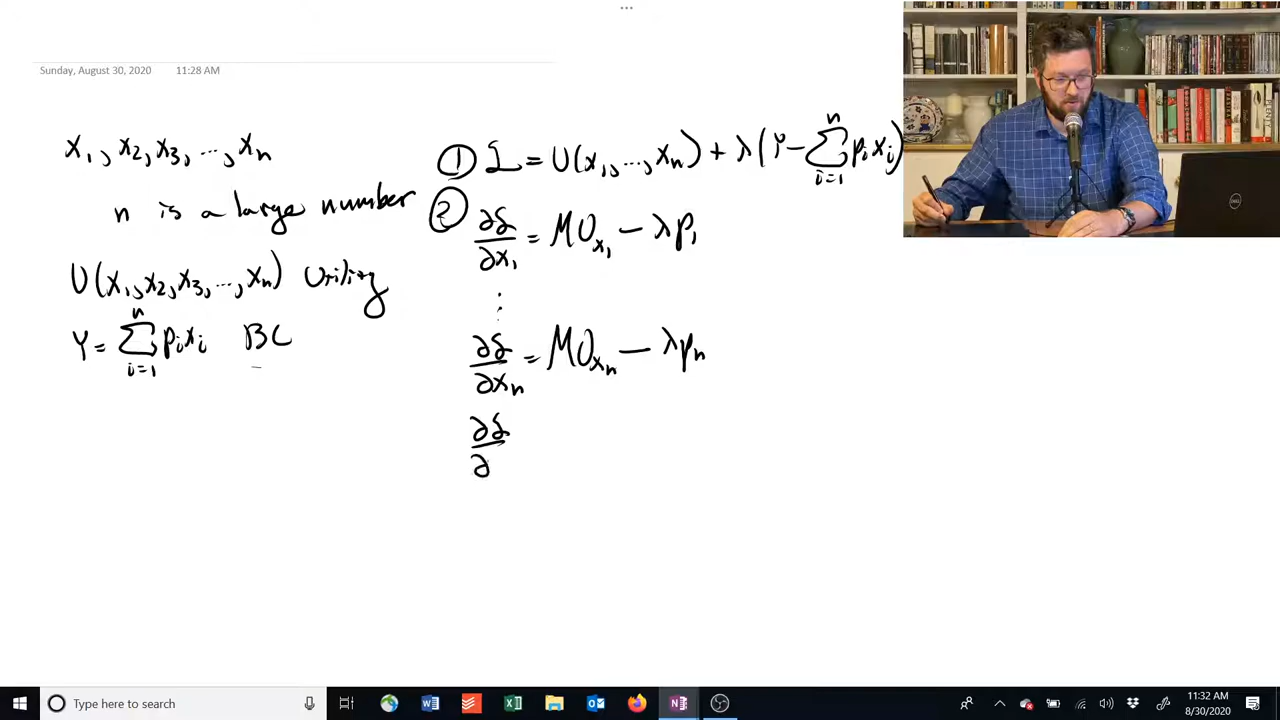 Sunday, August 30, 2020 11:28 AM
x₁, x₂, x₃, ..., xₙ
n is a large number
U(x₁, x₂, x₃, ..., xₙ) Utility
Y = ∑ᵢ₌₁ⁿ pᵢxᵢ BC
① ℒ = U(x₁, ..., xₙ) + λ(Y − ∑ᵢ₌₁ⁿ pᵢxᵢ)
② ∂ℒ/∂x₁ = MUₓ₁ − λp₁
⋮
∂ℒ/∂xₙ = MUₓₙ − λpₙ
∂ℒ/∂
DELL
Type here to search
11:32 AM
8/30/2020